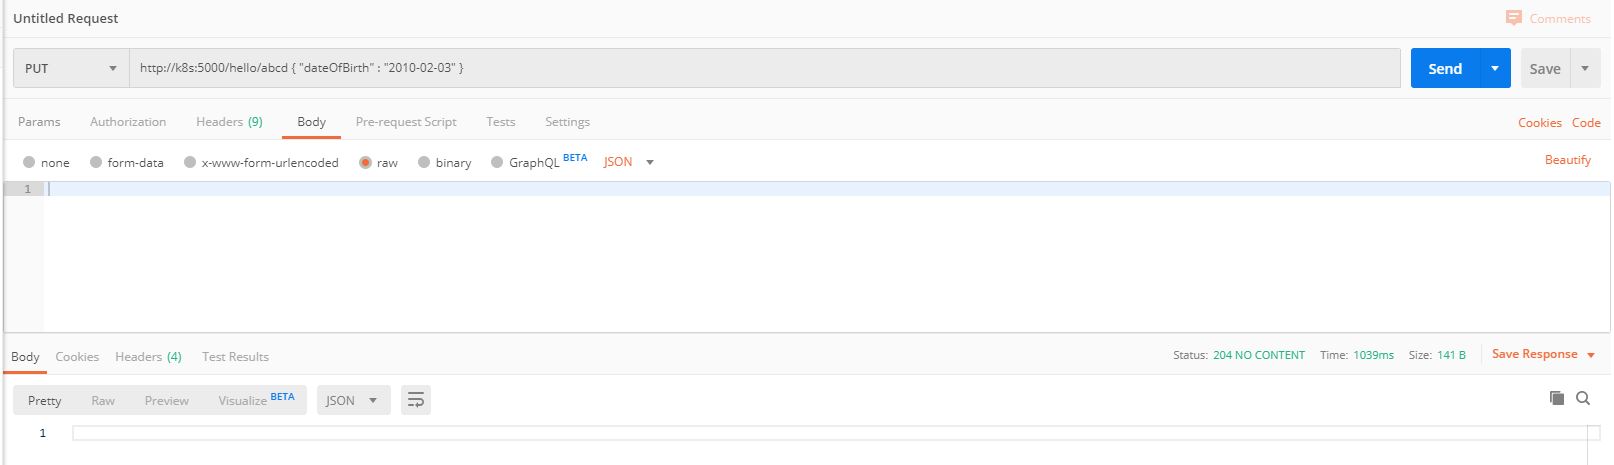 Untitled Request
Comments
PUT
http://k8s:5000/hello/abcd { "dateOfBirth" : "2010-02-03" }
Send
Save
Params Authorization Headers (9) Body Pre-request Script Tests Settings Cookies Code
none form-data x-www-form-urlencoded raw binary GraphQL BETA JSON Beautify
1
Body Cookies Headers (4) Test Results Status: 204 NO CONTENT Time: 1039ms Size: 141 B Save Response
Pretty Raw Preview Visualize BETA JSON
1